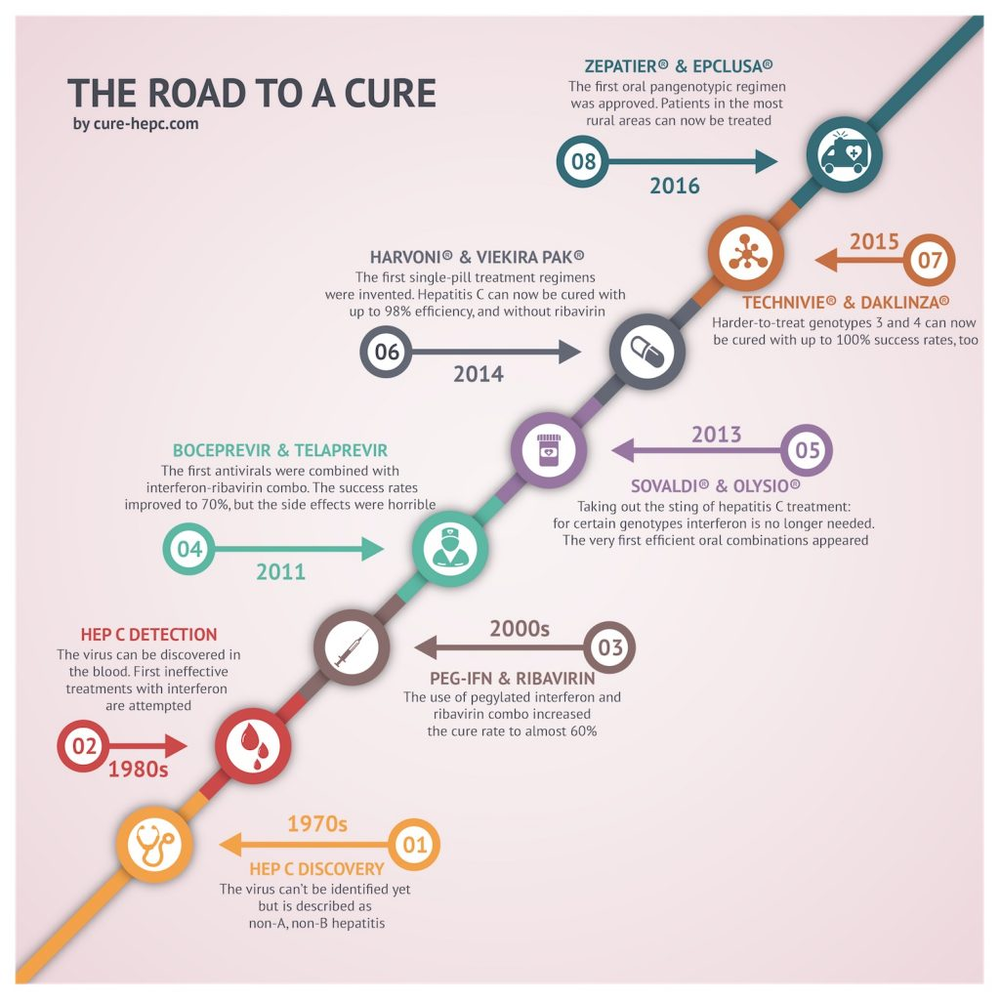 THE ROAD TO A CURE
by cure-hepc.com
ZEPATIER® & EPCLUSA®
The first oral pangenotypic regimen
was approved. Patients in the most
rural areas can now be treated
08
2016
2015
07
TECHNIVIE® & DAKLINZA®
Harder-to-treat genotypes 3 and 4 can now
be cured with up to 100% success rates, too
HARVONI® & VIEKIRA PAK®
The first single-pill treatment regimens
were invented. Hepatitis C can now be cured with
up to 98% efficiency, and without ribavirin
06
2014
2013
05
SOVALDI® & OLYSIO®
Taking out the sting of hepatitis C treatment:
for certain genotypes interferon is no longer needed.
The very first efficient oral combinations appeared
BOCEPREVIR & TELAPREVIR
The first antivirals were combined with
interferon-ribavirin combo. The success rates
improved to 70%, but the side effects were horrible
04
2011
2000s
03
PEG-IFN & RIBAVIRIN
The use of pegylated interferon and
ribavirin combo increased
the cure rate to almost 60%
HEP C DETECTION
The virus can be discovered in
the blood. First ineffective
treatments with interferon
are attempted
02
1980s
1970s
01
HEP C DISCOVERY
The virus can't be identified yet
but is described as
non-A, non-B hepatitis